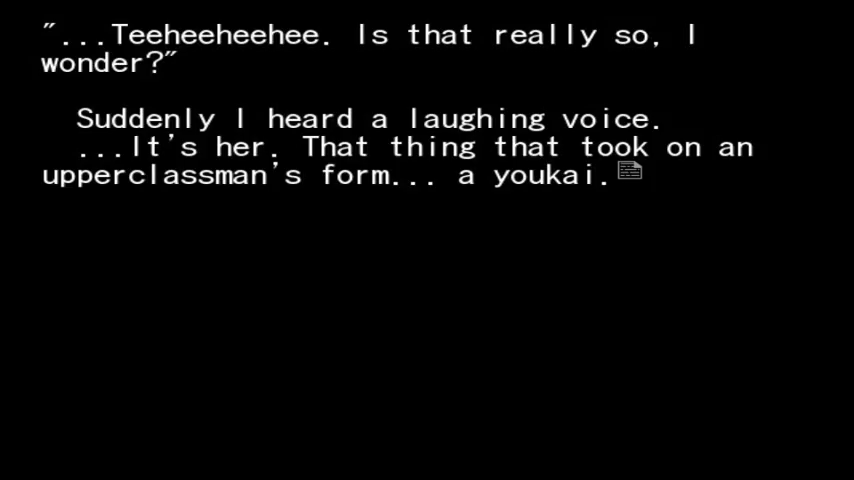 "...Teeheeheehee. Is that really so, I
wonder?"
Suddenly I heard a laughing voice.
...It's her. That thing that took on an
upperclassman's form... a youkai.